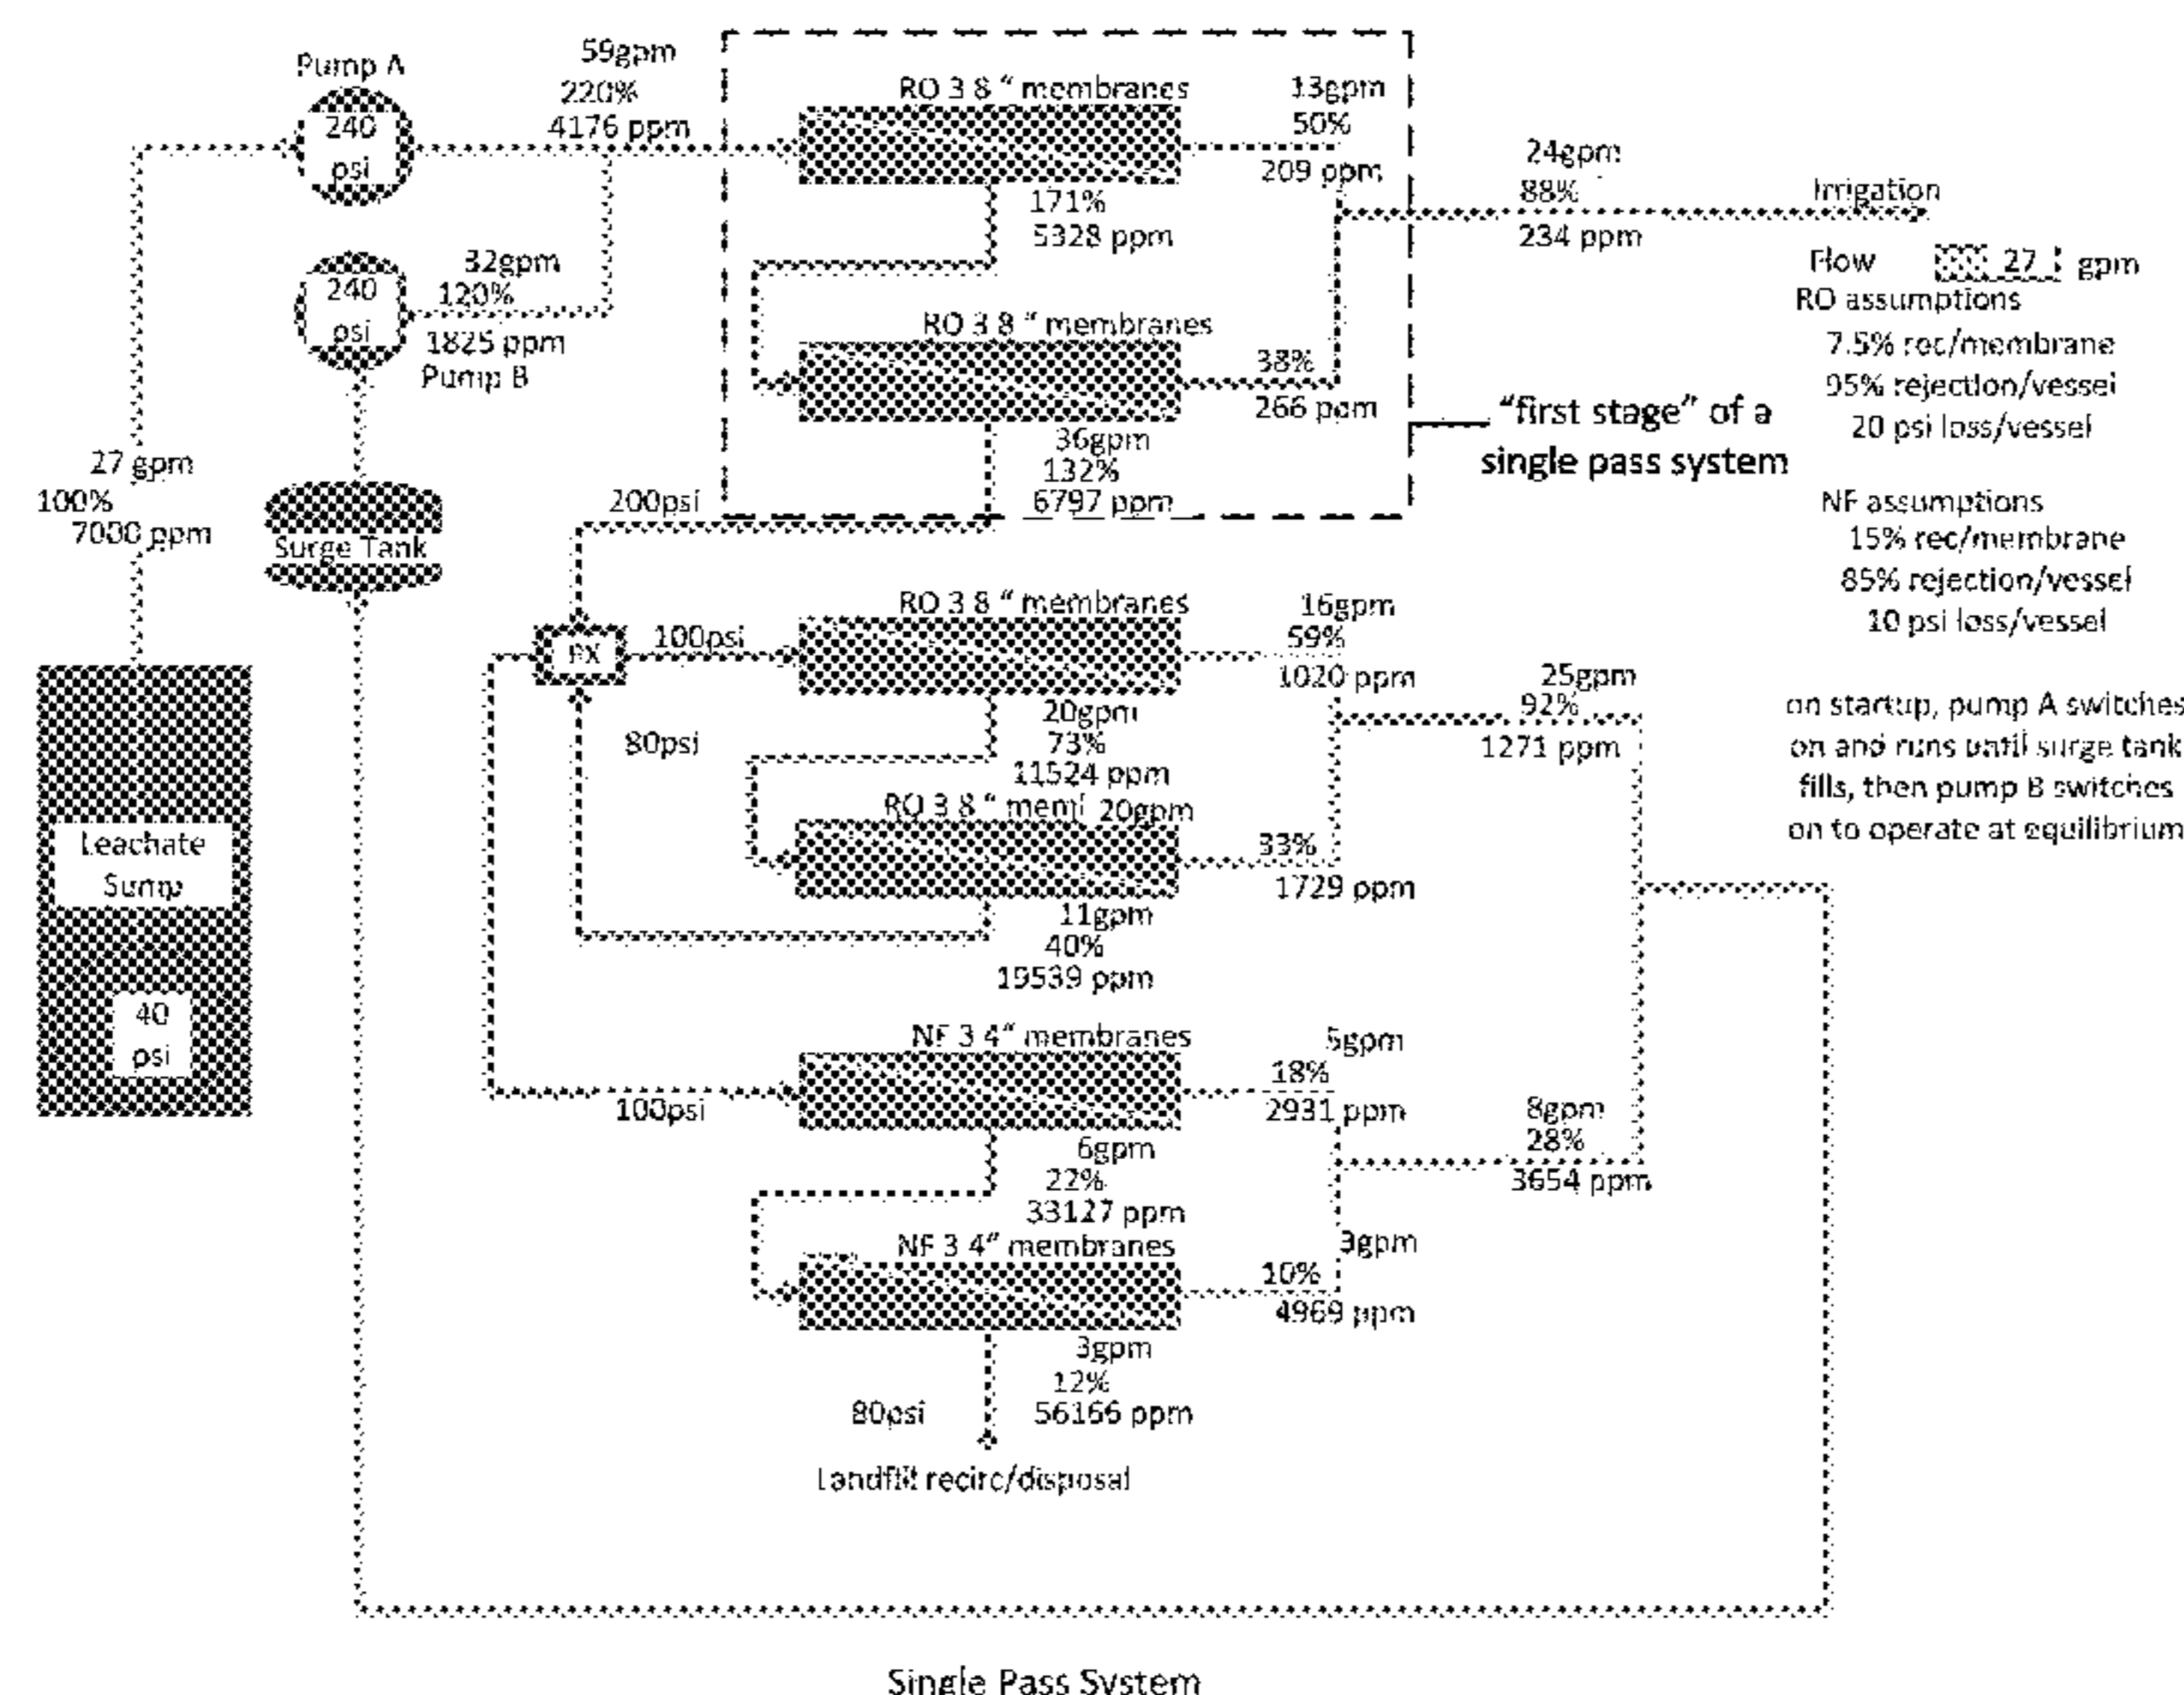 Pump A
240
psi
59gpm
220%
4176 ppm
RO 3 8 “ membranes
13gpm
50%
209 ppm
171%
5328 ppm
24gpm
88%
234 ppm
Irrigation
Flow 27 gpm
RO assumptions
7.5% rec/membrane
95% rejection/vessel
20 psi loss/vessel
NF assumptions
15% rec/membrane
85% rejection/vessel
10 psi loss/vessel
240
psi
32gpm
120%
1825 ppm
Pump B
RO 3 8 “ membranes
38%
266 ppm
36gpm
132%
6797 ppm
“first stage” of a
single pass system
27 gpm
100%
7000 ppm
Surge Tank
200psi
PX
100psi
80psi
RO 3 8 “ membranes
16gpm
59%
1020 ppm
20gpm
73%
11524 ppm
25gpm
92%
1271 ppm
on startup, pump A switches
on and runs until surge tank
fills, then pump B switches
on to operate at equilibrium
RO 3 8 “ meml 20gpm
33%
1729 ppm
11gpm
40%
19539 ppm
Leachate
Sump
40
psi
NF 3 4“ membranes
5gpm
18%
2931 ppm
100psi
6gpm
22%
33127 ppm
8gpm
28%
3654 ppm
NF 3 4“ membranes
3gpm
10%
4969 ppm
3gpm
12%
56166 ppm
80psi
Landfill recirc/disposal
Single Pass System